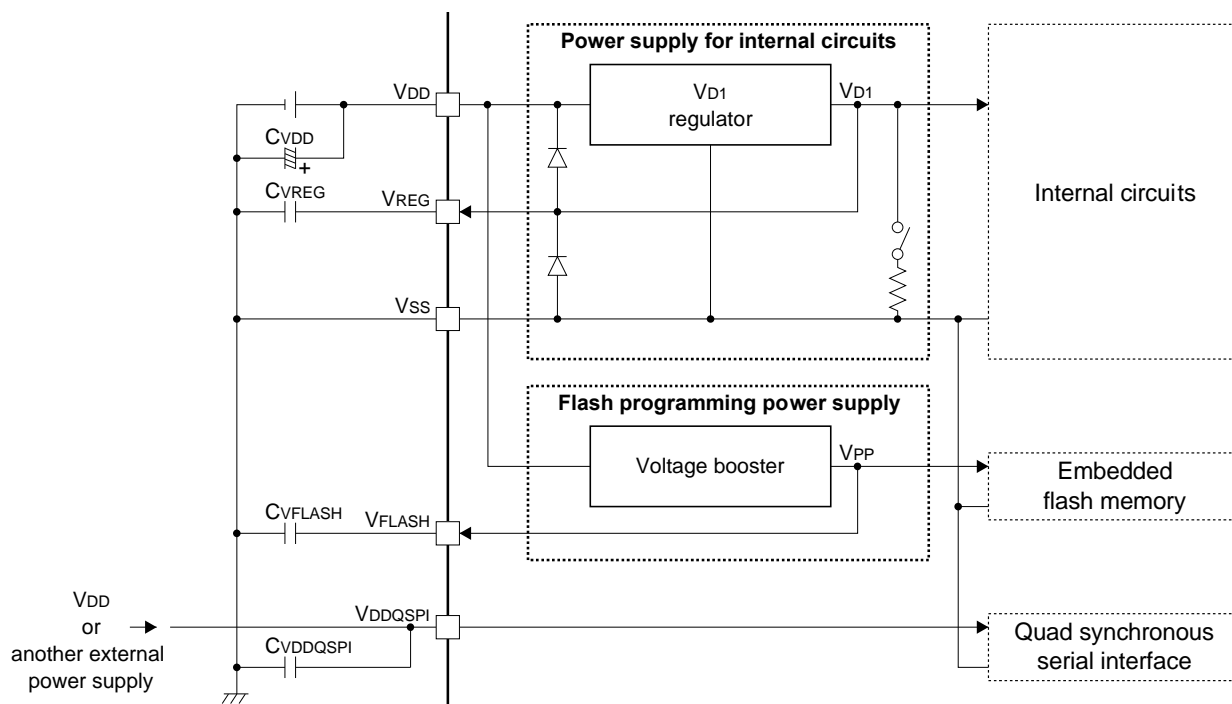 Power supply for internal circuits
VDD
VD1
regulator
VD1
CVDD
+
CVREG
VREG
Internal circuits
VSS
Flash programming power supply
Voltage booster
VPP
Embedded
flash memory
CVFLASH
VFLASH
VDD
or
another external
power supply
VDDQSPI
CVDDQSPI
Quad synchronous
serial interface